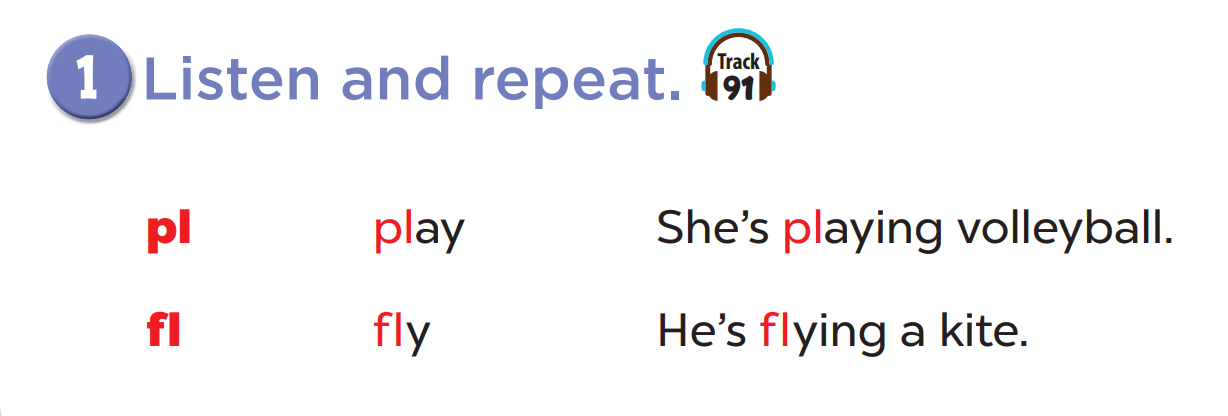 1 Listen and repeat. Track 91
pl play She's playing volleyball.
fl fly He's flying a kite.